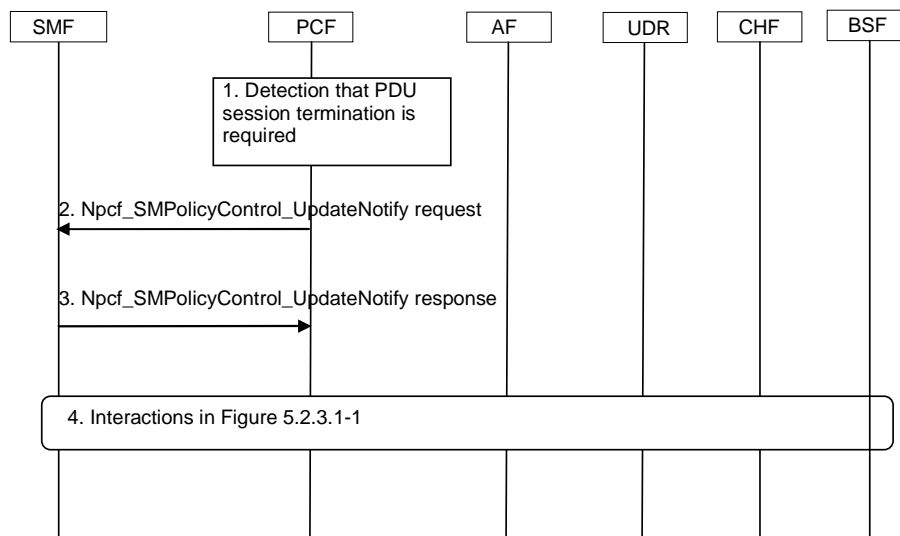 SMF PCF AF UDR CHF BSF
1. Detection that PDU
session termination is
required
2. Npcf_SMPolicyControl_UpdateNotify request
3. Npcf_SMPolicyControl_UpdateNotify response
4. Interactions in Figure 5.2.3.1-1